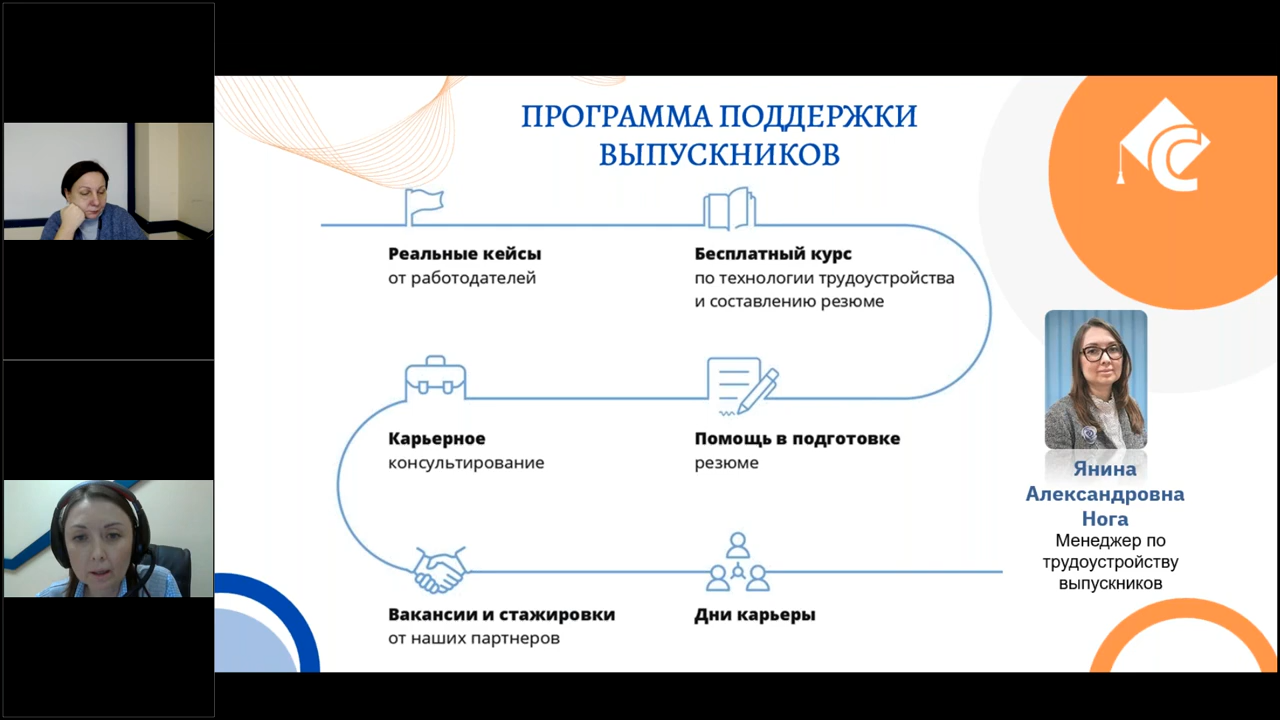 ПРОГРАММА ПОДДЕРЖКИ
ВЫПУСКНИКОВ
Реальные кейсы
от работодателей
Бесплатный курс
по технологии трудоустройства
и составлению резюме
Карьерное
консультирование
Помощь в подготовке
резюме
Вакансии и стажировки
от наших партнеров
Дни карьеры
Янина
Александровна
Нога
Менеджер по
трудоустройству
выпускников